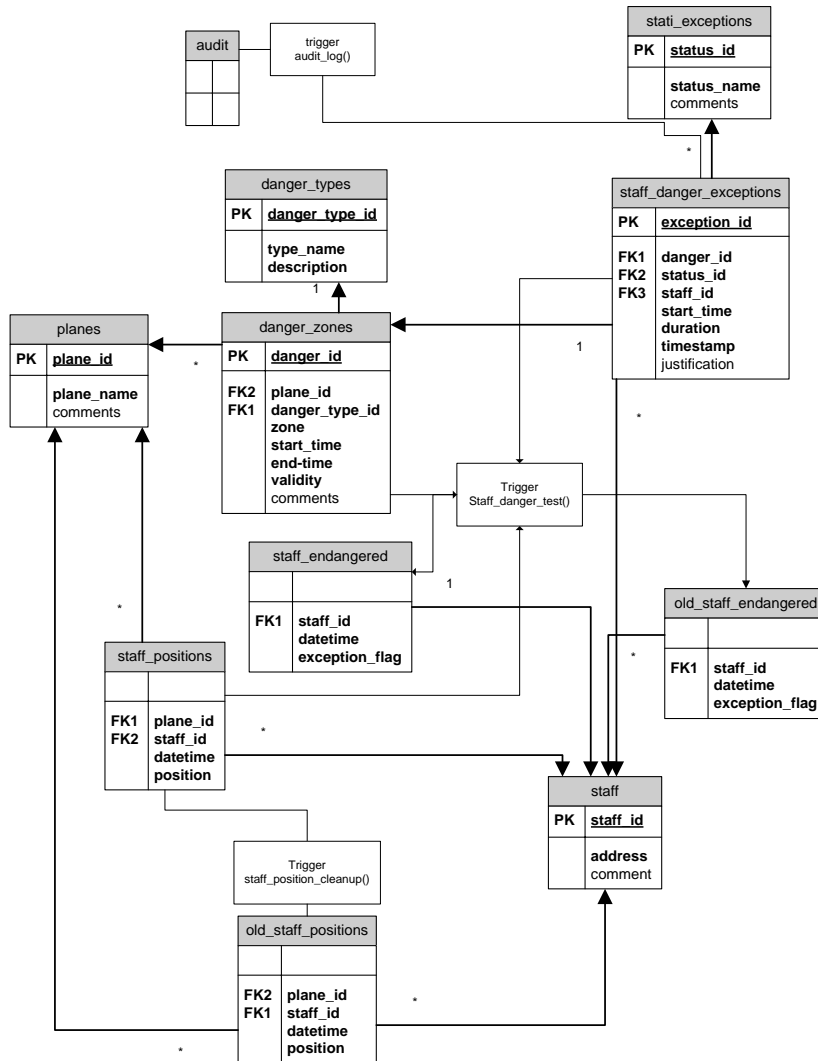 stati_exceptions
PK status_id
status_name
comments
audit
trigger
audit_log()
*
danger_types
PK danger_type_id
type_name
description
1
staff_danger_exceptions
PK exception_id
FK1 danger_id
FK2 status_id
FK3 staff_id
start_time
duration
timestamp
justification
1
*
planes
PK plane_id
plane_name
comments
*
danger_zones
PK danger_id
FK2 plane_id
FK1 danger_type_id
zone
start_time
end-time
validity
comments
Trigger
Staff_danger_test()
staff_endangered
FK1 staff_id
datetime
exception_flag
1
old_staff_endangered
FK1 staff_id
datetime
exception_flag
*
*
staff_positions
FK1 plane_id
FK2 staff_id
datetime
position
*
staff
PK staff_id
address
comment
Trigger
staff_position_cleanup()
old_staff_positions
FK2 plane_id
FK1 staff_id
datetime
position
*
*